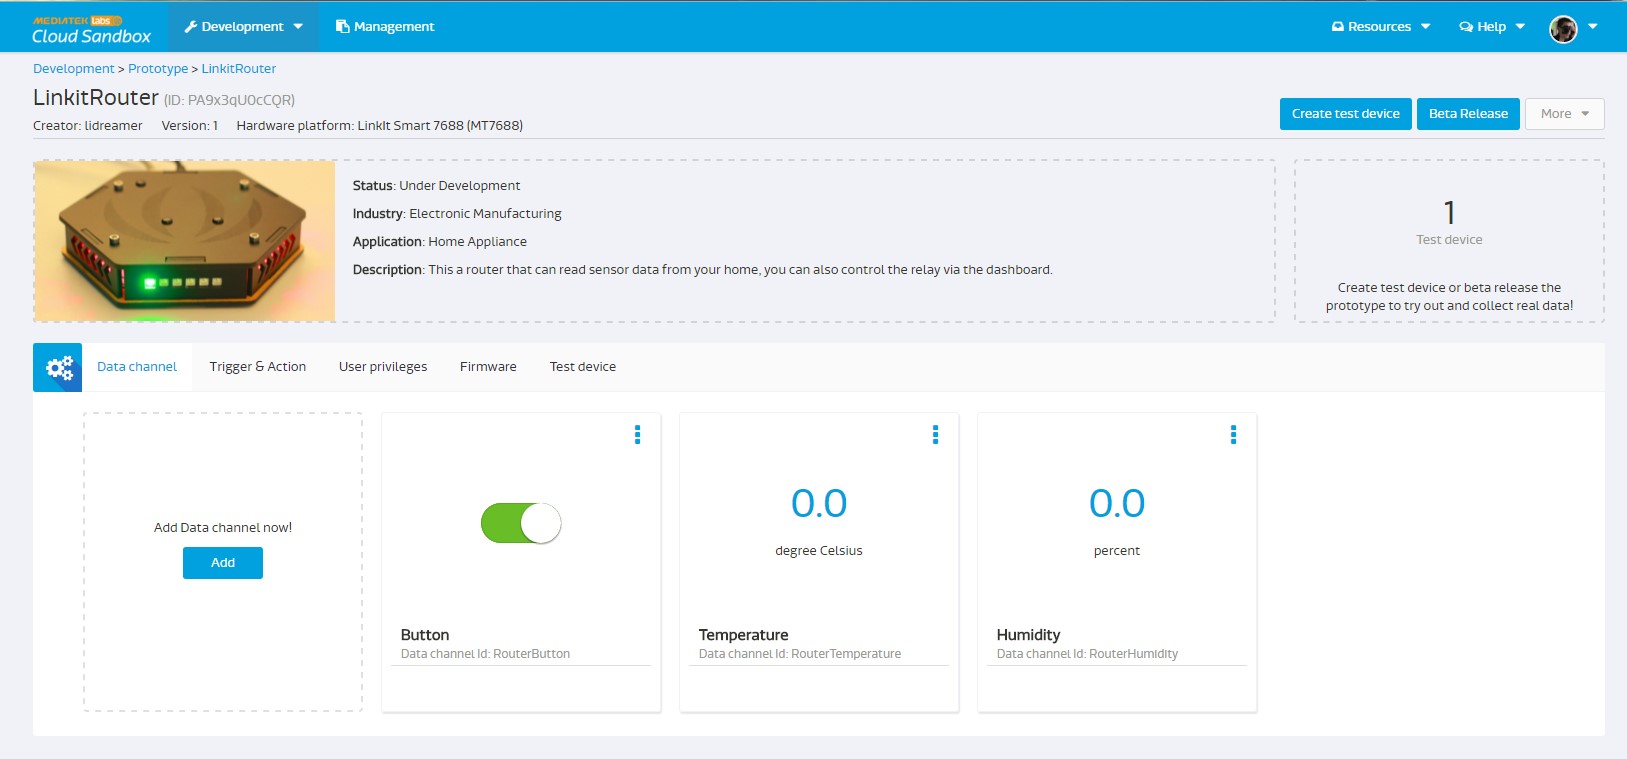 MEDIATEK labs
Cloud Sandbox
Development
Management
Resources
Help
Development > Prototype > LinkitRouter
LinkitRouter (ID: PA9x3qU0cCQR)
Creator: lidreamer Version: 1 Hardware platform: LinkIt Smart 7688 (MT7688)
Create test device
Beta Release
More
Status: Under Development
Industry: Electronic Manufacturing
Application: Home Appliance
Description: This a router that can read sensor data from your home, you can also control the relay via the dashboard.
1
Test device
Create test device or beta release the
prototype to try out and collect real data!
Data channel
Trigger & Action
User privileges
Firmware
Test device
Add Data channel now!
Add
Button
Data channel Id: RouterButton
0.0
degree Celsius
Temperature
Data channel Id: RouterTemperature
0.0
percent
Humidity
Data channel Id: RouterHumidity